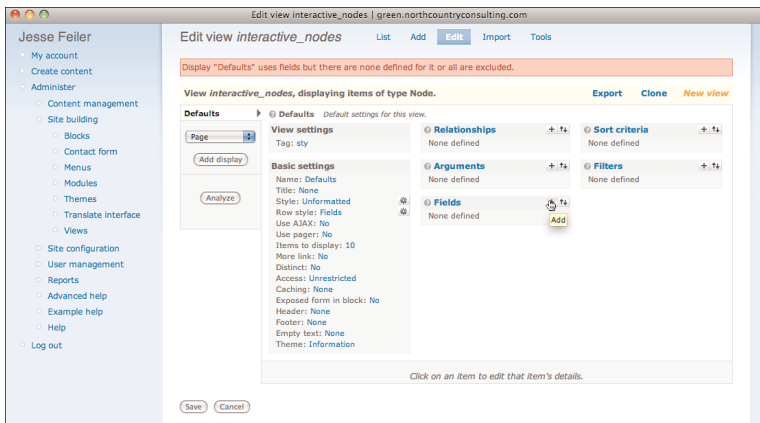 Edit view interactive_nodes | green.northcountryconsulting.com
Jesse Feiler
My account
Create content
Administer
Content management
Site building
Blocks
Contact form
Menus
Modules
Themes
Translate interface
Views
Site configuration
User management
Reports
Advanced help
Example help
Help
Log out
Edit view interactive_nodes
List Add Edit Import Tools
Display "Defaults" uses fields but there are none defined for it or all are excluded.
View interactive_nodes, displaying items of type Node.
Export Clone New view
Defaults
Page
Add display
Analyze
Defaults Default settings for this view.
View settings
Tag: sty
Basic settings
Name: Defaults
Title: None
Style: Unformatted
Row style: Fields
Use AJAX: No
Use pager: No
Items to display: 10
More link: No
Distinct: No
Access: Unrestricted
Caching: None
Exposed form in block: No
Header: None
Footer: None
Empty text: None
Theme: Information
Relationships
None defined
Arguments
None defined
Fields
None defined
Add
Sort criteria
None defined
Filters
None defined
Click on an item to edit that item's details.
Save Cancel